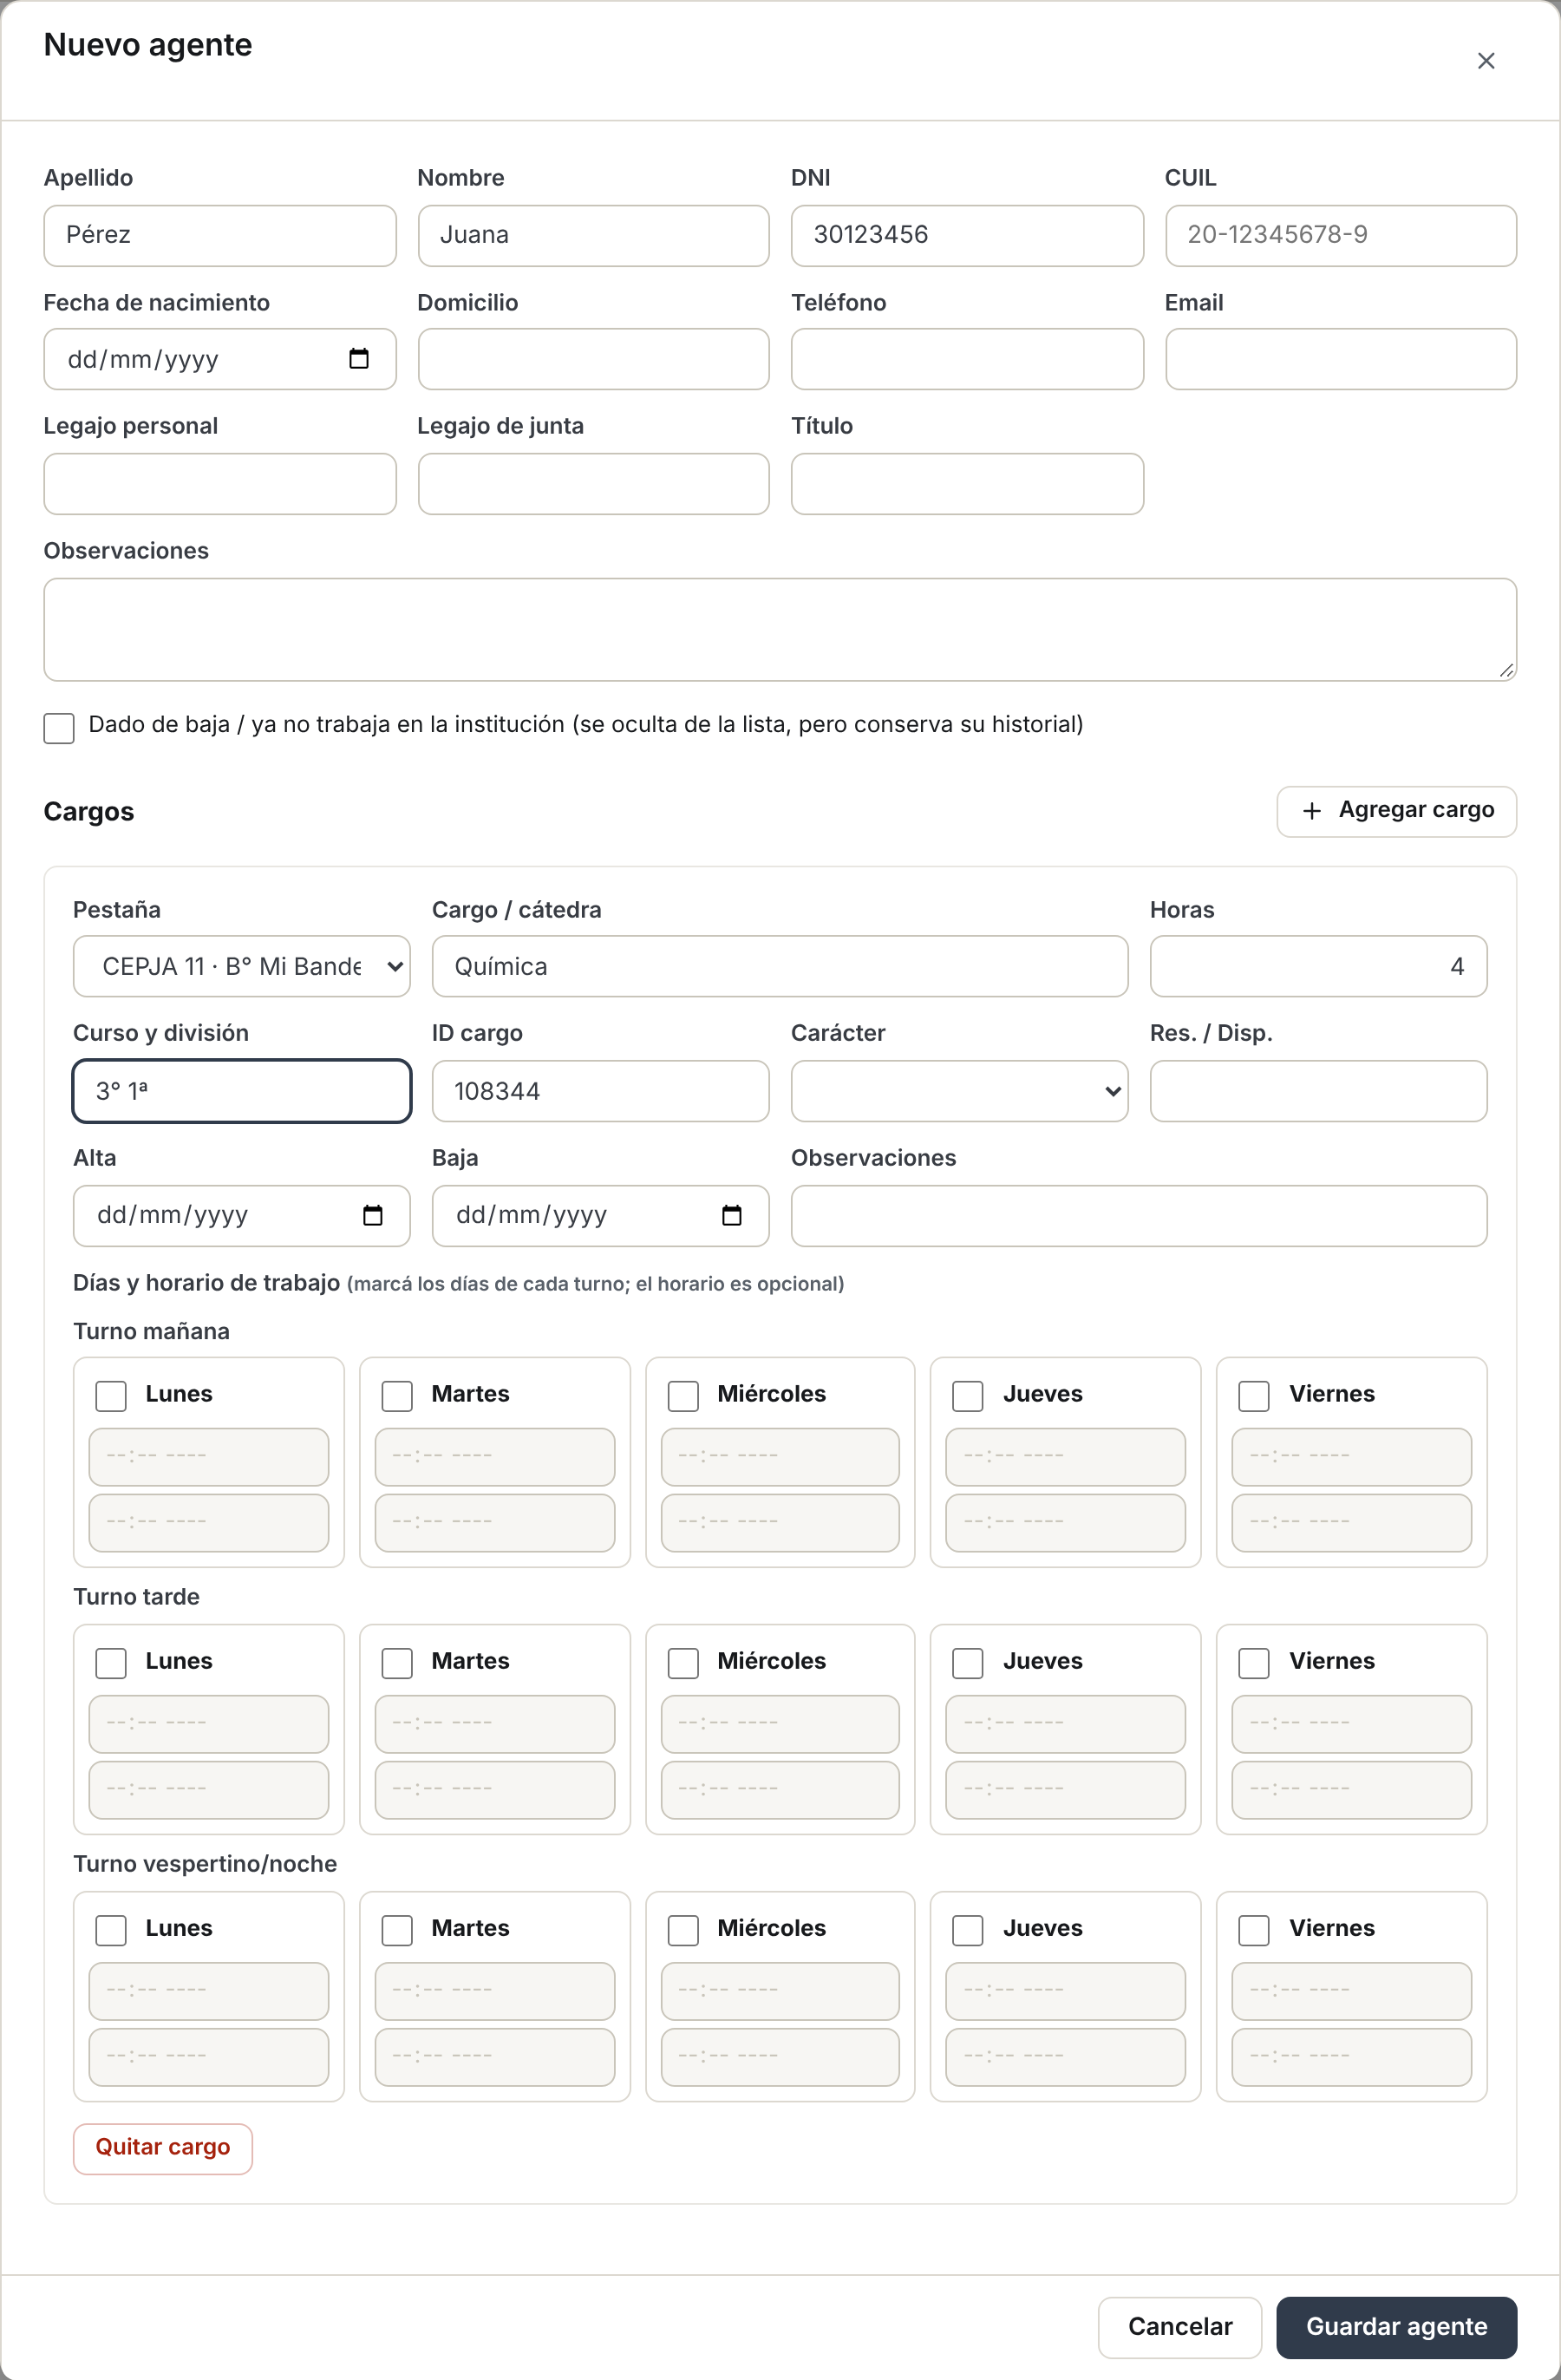 Nuevo agente
Apellido Nombre DNI CUIL
Pérez Juana 30123456 20-12345678-9
Fecha de nacimiento Domicilio Teléfono Email
dd/mm/yyyy
Legajo personal Legajo de junta Título
Observaciones
Dado de baja / ya no trabaja en la institución (se oculta de la lista, pero conserva su historial)
Cargos + Agregar cargo
Pestaña Cargo / cátedra Horas
CEPJA 11 · B° Mi Bande Química 4
Curso y división ID cargo Carácter Res. / Disp.
3° 1ª 108344
Alta Baja Observaciones
dd/mm/yyyy dd/mm/yyyy
Días y horario de trabajo (marcá los días de cada turno; el horario es opcional)
Turno mañana
Lunes Martes Miércoles Jueves Viernes
--:-- ---- --:-- ---- --:-- ---- --:-- ---- --:-- ----
--:-- ---- --:-- ---- --:-- ---- --:-- ---- --:-- ----
Turno tarde
Lunes Martes Miércoles Jueves Viernes
--:-- ---- --:-- ---- --:-- ---- --:-- ---- --:-- ----
--:-- ---- --:-- ---- --:-- ---- --:-- ---- --:-- ----
Turno vespertino/noche
Lunes Martes Miércoles Jueves Viernes
--:-- ---- --:-- ---- --:-- ---- --:-- ---- --:-- ----
--:-- ---- --:-- ---- --:-- ---- --:-- ---- --:-- ----
Quitar cargo
Cancelar Guardar agente